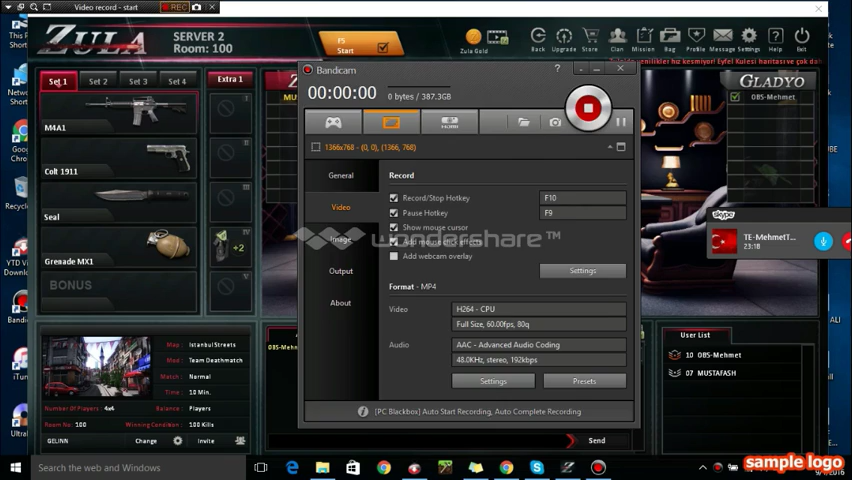 Video record - start
REC
ZULA
SERVER 2
Room: 100
F5
Start
Zula Gold
Back
Upgrade
Store
Clan
Mission
Bag
Profile
Message
Settings
Help
Exit
Set 1
Set 2
Set 3
Set 4
Extra 1
M4A1
Colt 1911
Seal
Grenade MX1
+2
BONUS
GLADYO
OBS-Mehmet
Bandicam
00:00:00
0 bytes / 387.3GB
HDMI
1366x768 - (0, 0), (1366, 768)
General
Video
Image
Output
About
Record
Record/Stop Hotkey
F10
Pause Hotkey
F9
Show mouse cursor
Add mouse click effects
Add webcam overlay
Settings
Format - MP4
Video
H264 - CPU
Full Size, 60.00fps, 80q
Audio
AAC - Advanced Audio Coding
48.0KHz, stereo, 192kbps
Settings
Presets
[PC Blackbox] Auto Start Recording, Auto Complete Recording
wondershare™
skype
TE-MehmetT...
23:18
Map :
Istanbul Streets
Mod :
Team Deathmatch
Match :
Normal
Time :
10 Min.
Number Of Players :
4x4
Balance :
Players
Room No: 100
Winning Condition :
100 Kills
GELINN
Change
Invite
Send
User List
10 OBS-Mehmet
07 MUSTAFASH
Search the web and Windows
sample logo